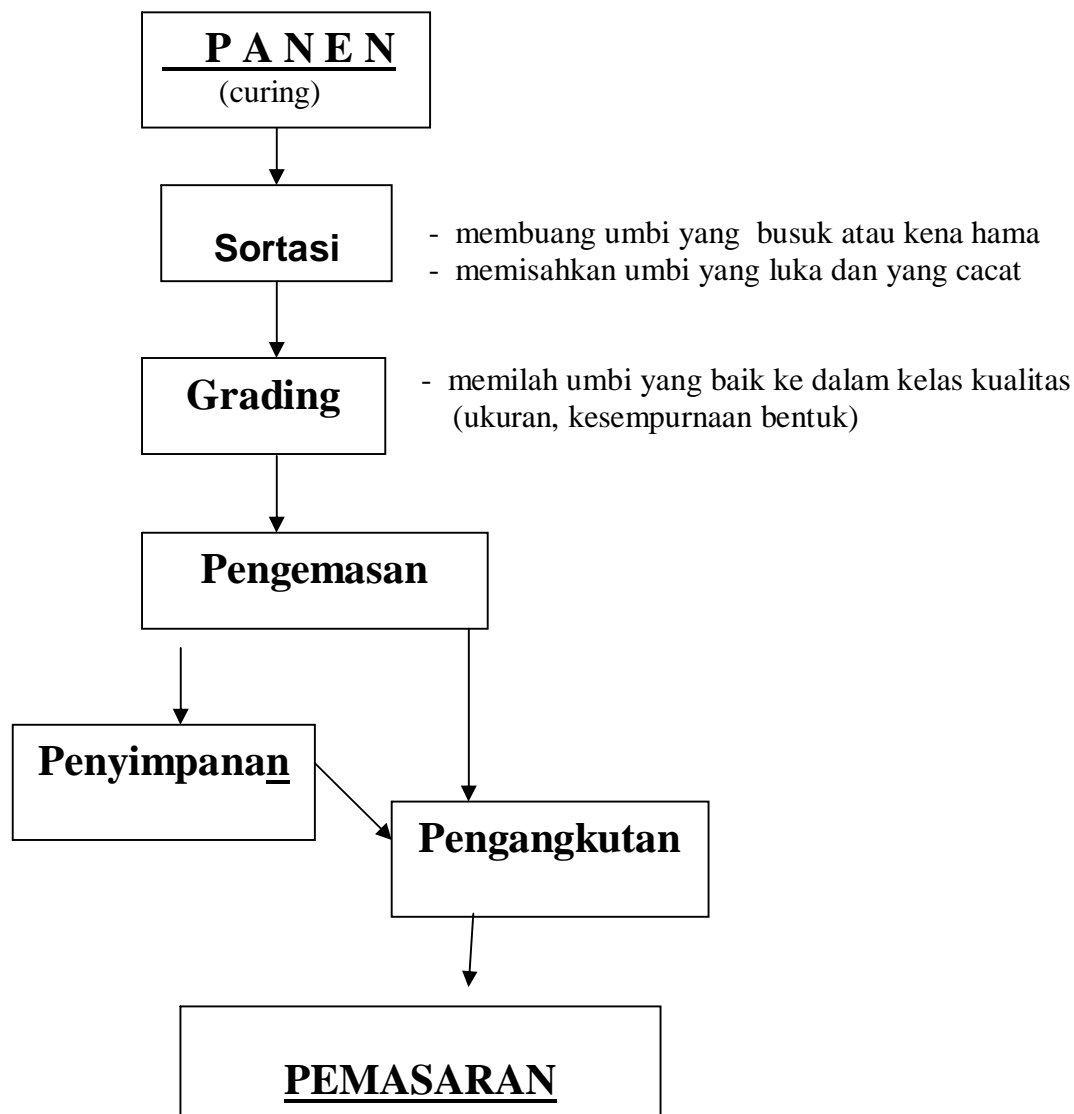 P A N E N
(curing)
Sortasi
- membuang umbi yang busuk atau kena hama
- memisahkan umbi yang luka dan yang cacat
Grading
- memilah umbi yang baik ke dalam kelas kualitas
(ukuran, kesempurnaan bentuk)
Pengemasan
Penyimpanan
Pengangkutan
PEMASARAN